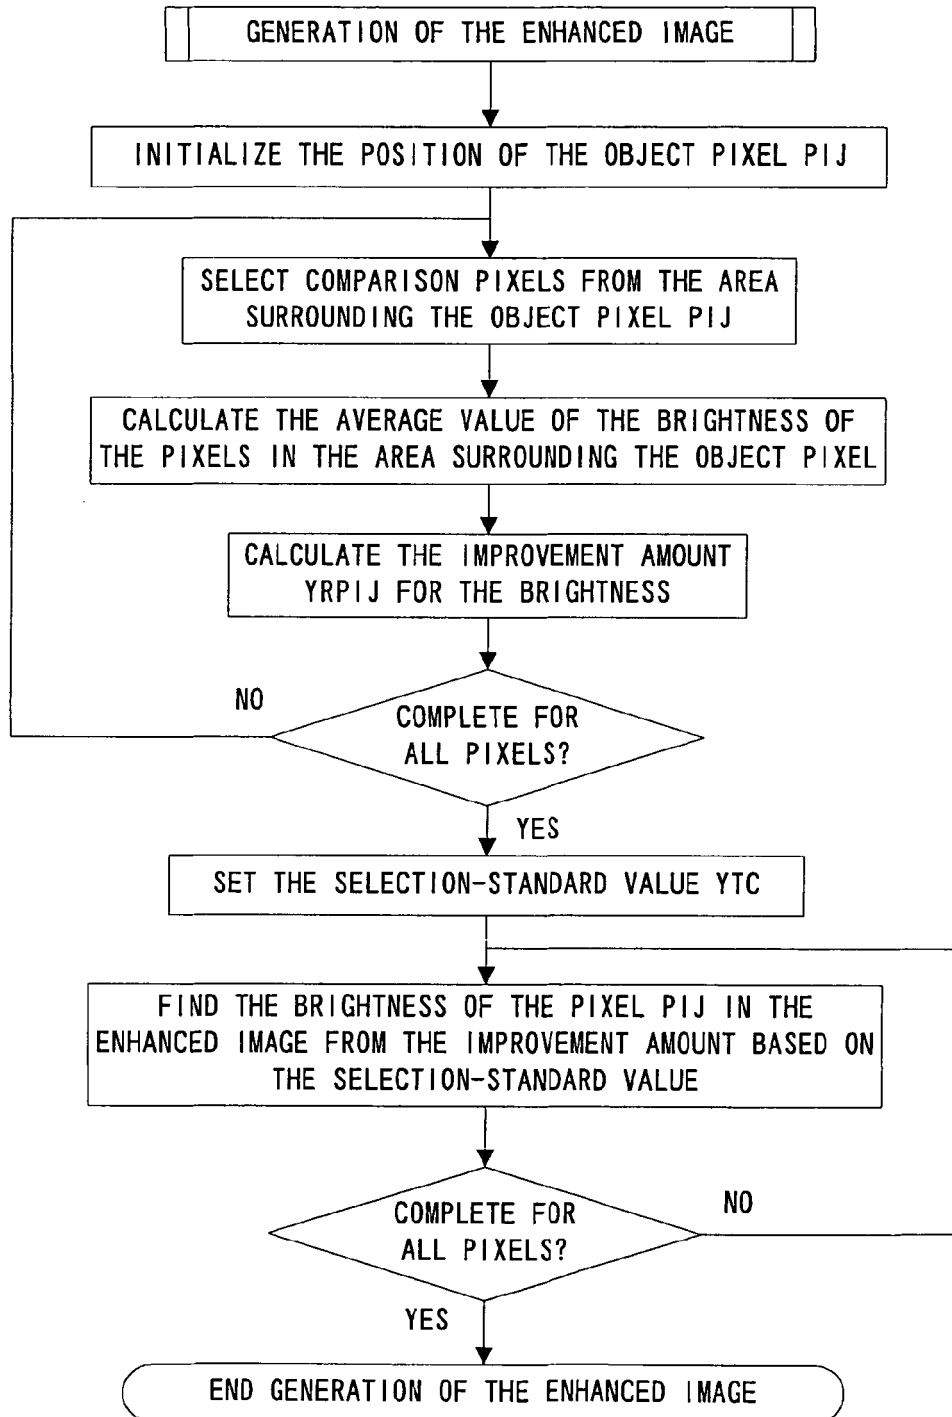 GENERATION OF THE ENHANCED IMAGE
INITIALIZE THE POSITION OF THE OBJECT PIXEL PIJ
SELECT COMPARISON PIXELS FROM THE AREA
SURROUNDING THE OBJECT PIXEL PIJ
CALCULATE THE AVERAGE VALUE OF THE BRIGHTNESS OF
THE PIXELS IN THE AREA SURROUNDING THE OBJECT PIXEL
CALCULATE THE IMPROVEMENT AMOUNT
YRPIJ FOR THE BRIGHTNESS
NO
COMPLETE FOR
ALL PIXELS?
YES
SET THE SELECTION-STANDARD VALUE YTC
FIND THE BRIGHTNESS OF THE PIXEL PIJ IN THE
ENHANCED IMAGE FROM THE IMPROVEMENT AMOUNT BASED ON
THE SELECTION-STANDARD VALUE
NO
COMPLETE FOR
ALL PIXELS?
YES
END GENERATION OF THE ENHANCED IMAGE